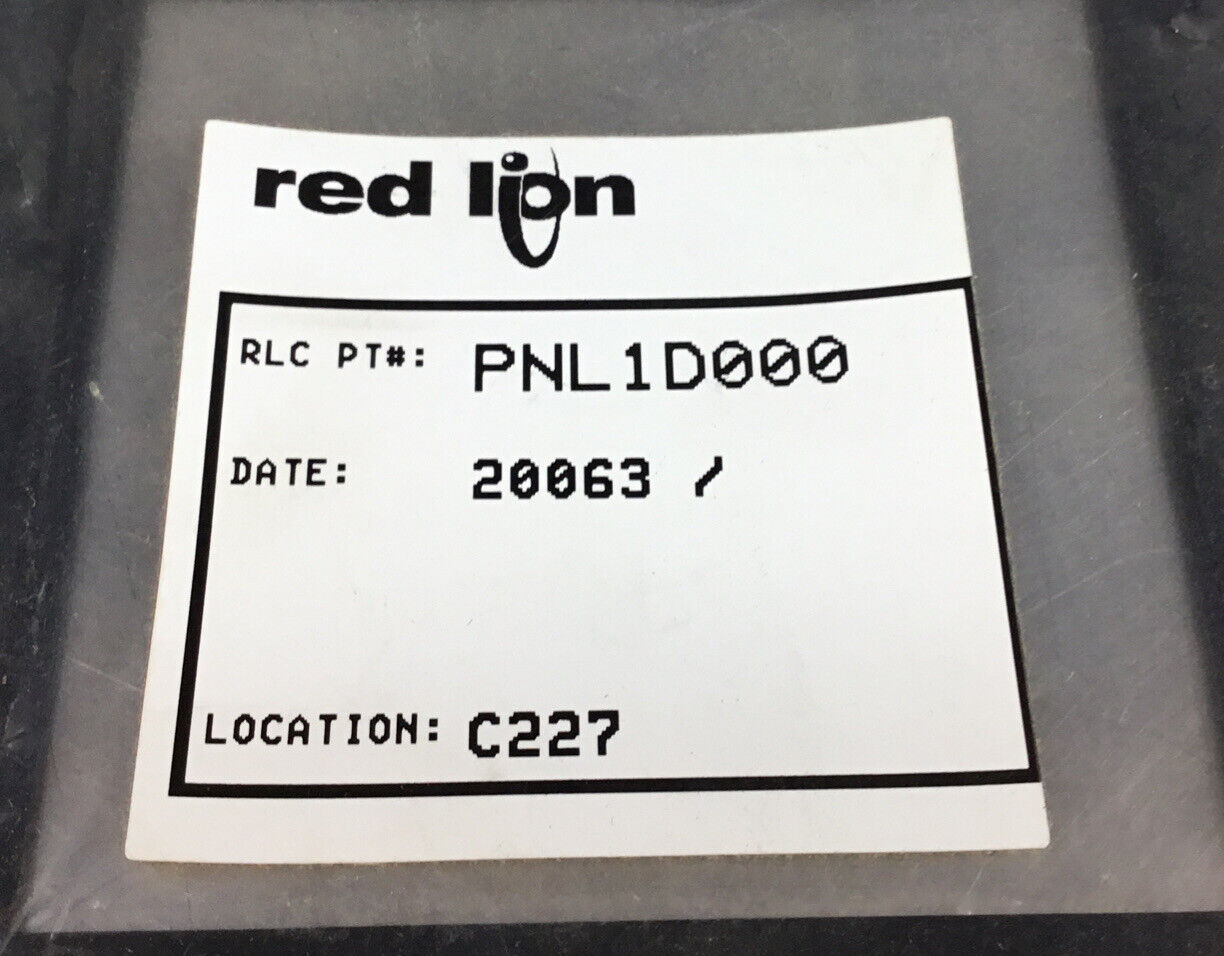 red lion
RLC PT#: PNL1D000
DATE: 20063 /
LOCATION: C227